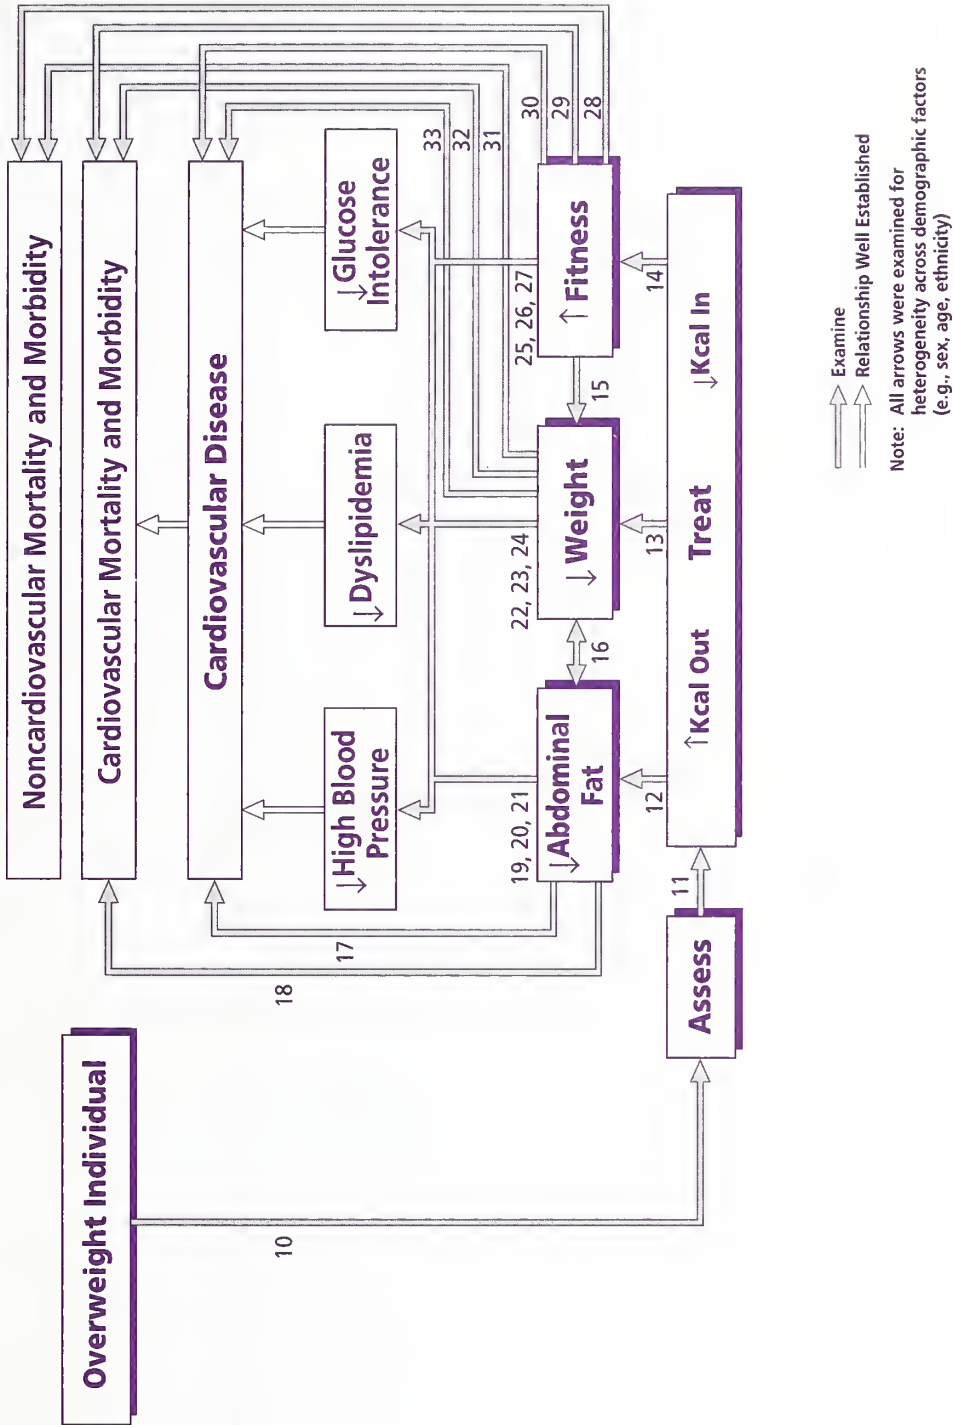 Overweight Individual
10
Assess
11
Noncardiovascular Mortality and Morbidity
Cardiovascular Mortality and Morbidity
Cardiovascular Disease
18
17
↓High Blood
Pressure
↓Dyslipidemia
↓Glucose
Intolerance
33
32
31
30
29
28
19, 20, 21
↓Abdominal
Fat
16
22, 23, 24
↓Weight
15
25, 26, 27
↑Fitness
12
13
14
↑Kcal Out
Treat
↓Kcal In
Examine
Relationship Well Established
Note: All arrows were examined for
heterogeneity across demographic factors
(e.g., sex, age, ethnicity)